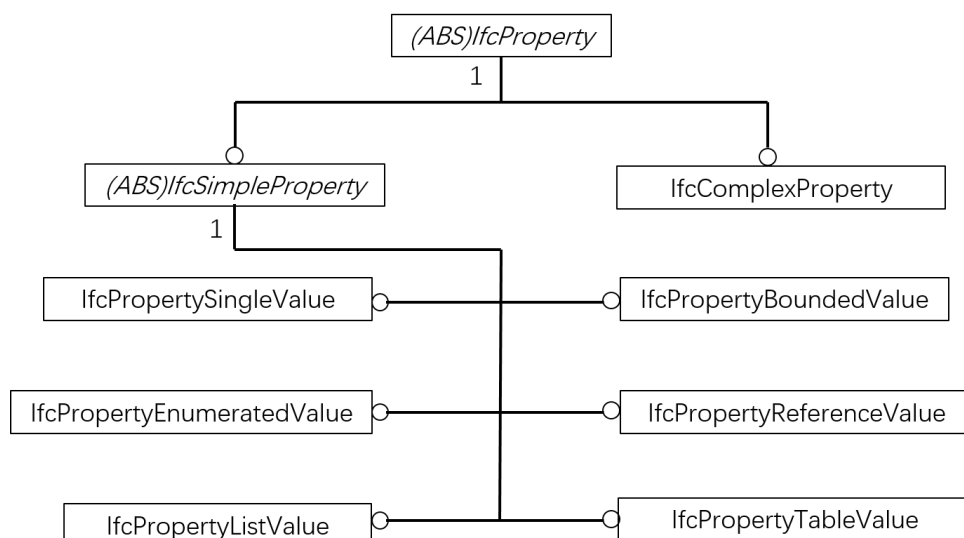 (ABS)IfcProperty
1
(ABS)IfcSimpleProperty
IfcComplexProperty
1
IfcPropertySingleValue
IfcPropertyBoundedValue
IfcPropertyEnumeratedValue
IfcPropertyReferenceValue
IfcPropertyListValue
IfcPropertyTableValue